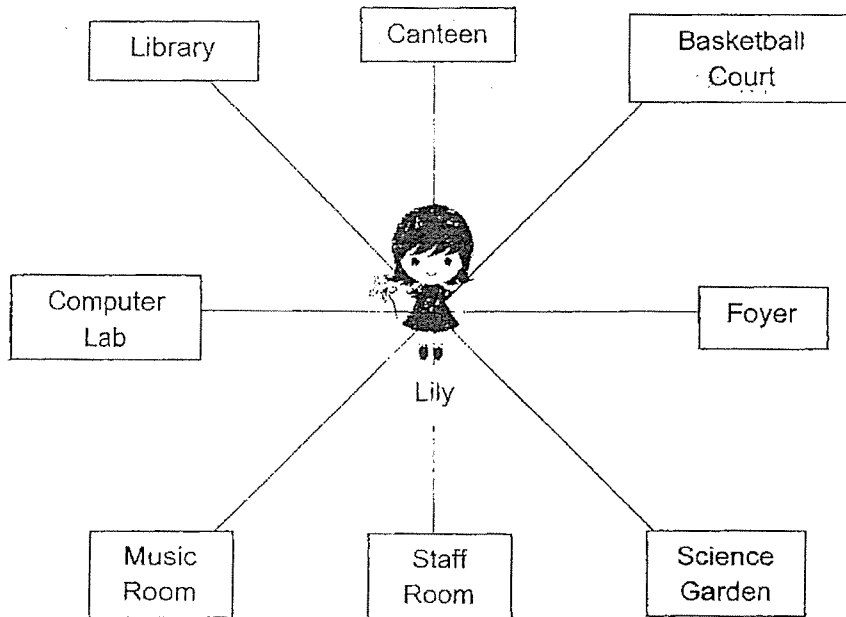 Library
Canteen
Basketball
Court
Computer
Lab
Foyer
Lily
Music
Room
Staff
Room
Science
Garden